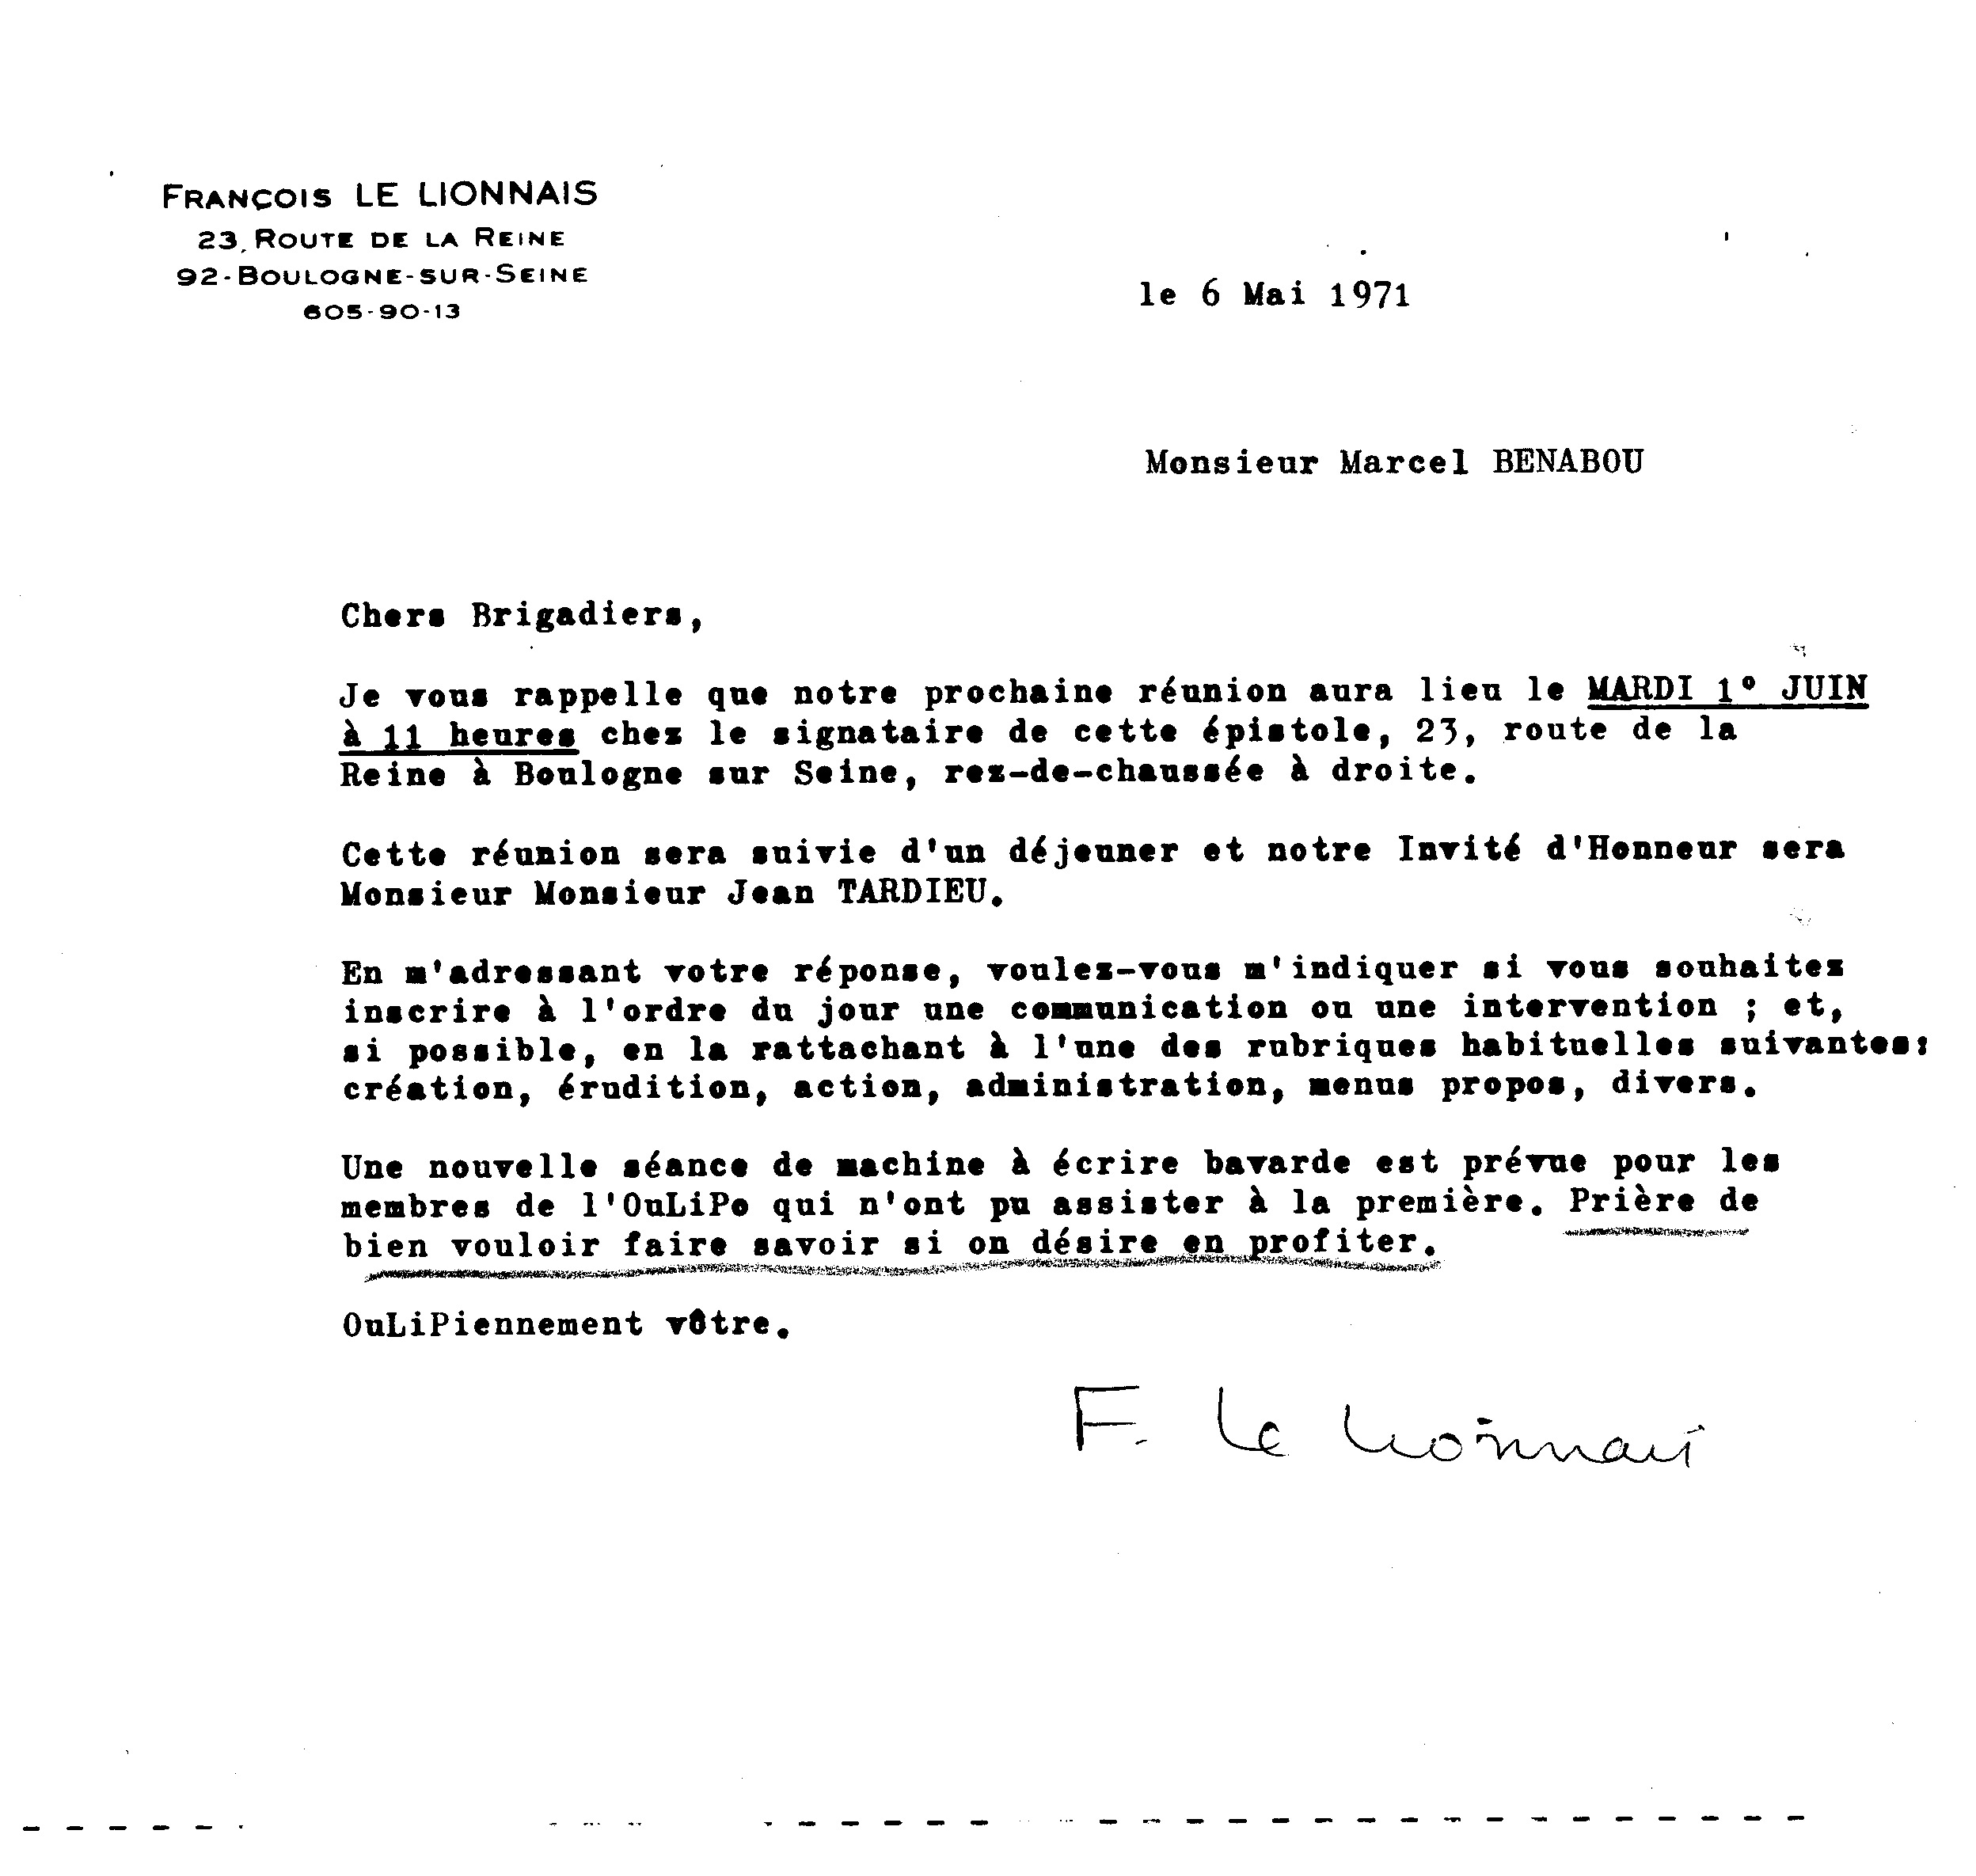 FRANÇOIS LE LIONNAIS
23, ROUTE DE LA REINE
92-BOULOGNE-SUR-SEINE
605-90-13
le 6 Mai 1971
Monsieur Marcel BENABOU
Chers Brigadiers,
Je vous rappelle que notre prochaine réunion aura lieu le MARDI 1° JUIN
à 11 heures chez le signataire de cette épistole, 23, route de la
Reine à Boulogne sur Seine, rez-de-chaussée à droite.
Cette réunion sera suivie d'un déjeuner et notre Invité d'Honneur sera
Monsieur Monsieur Jean TARDIEU.
En m'adressant votre réponse, voulez-vous m'indiquer si vous souhaitez
inscrire à l'ordre du jour une communication ou une intervention ; et,
si possible, en la rattachant à l'une des rubriques habituelles suivantes:
création, érudition, action, administration, menus propos, divers.
Une nouvelle séance de machine à écrire bavarde est prévue pour les
membres de l'OuLiPo qui n'ont pu assister à la première. Prière de
bien vouloir faire savoir si on désire en profiter.
OuLiPiennement vôtre.
F. Le Lionnais